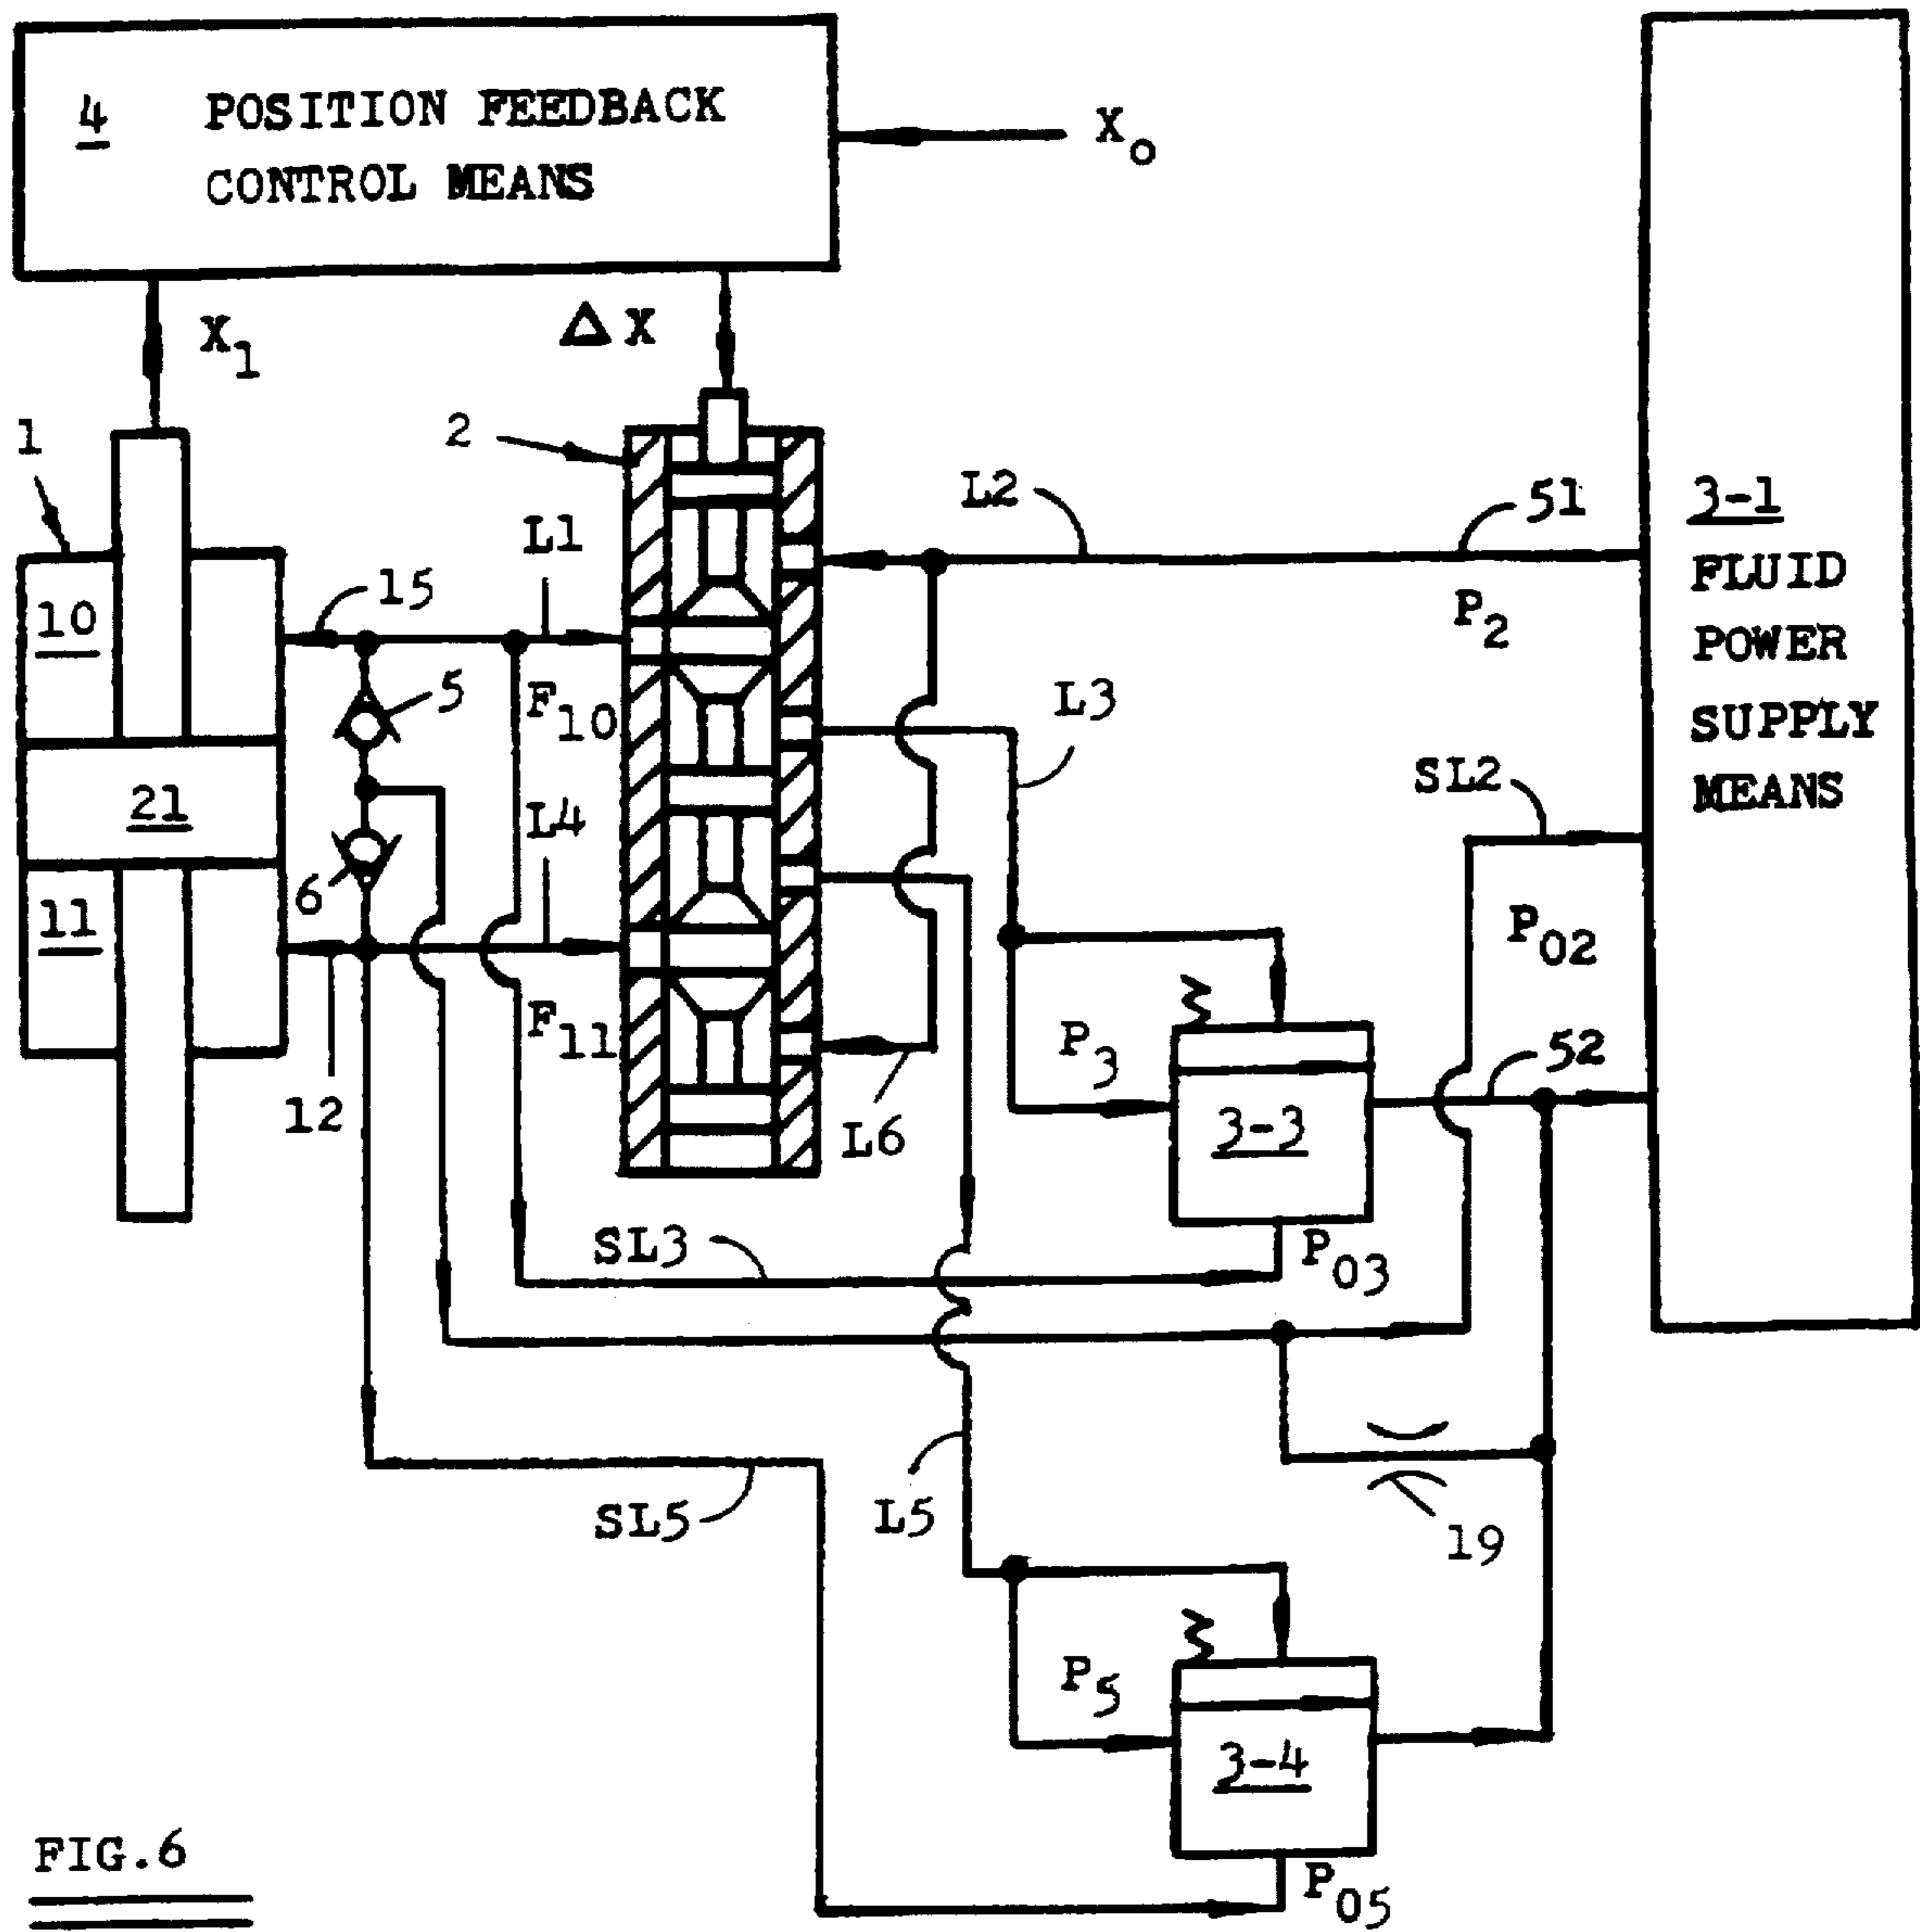 4 POSITION FEEDBACK
CONTROL MEANS
X₀
X₁
ΔX
1
2
L2
51
3-1
FLUID
POWER
SUPPLY
MEANS
P₂
L1
15
10
5
F₁₀
L3
SL2
21
L4
6
11
P₀₂
F₁₁
P₃
52
12
L6
3-3
SL3
P₀₃
SL5
L5
19
P₅
3-4
P₀₅
FIG.6